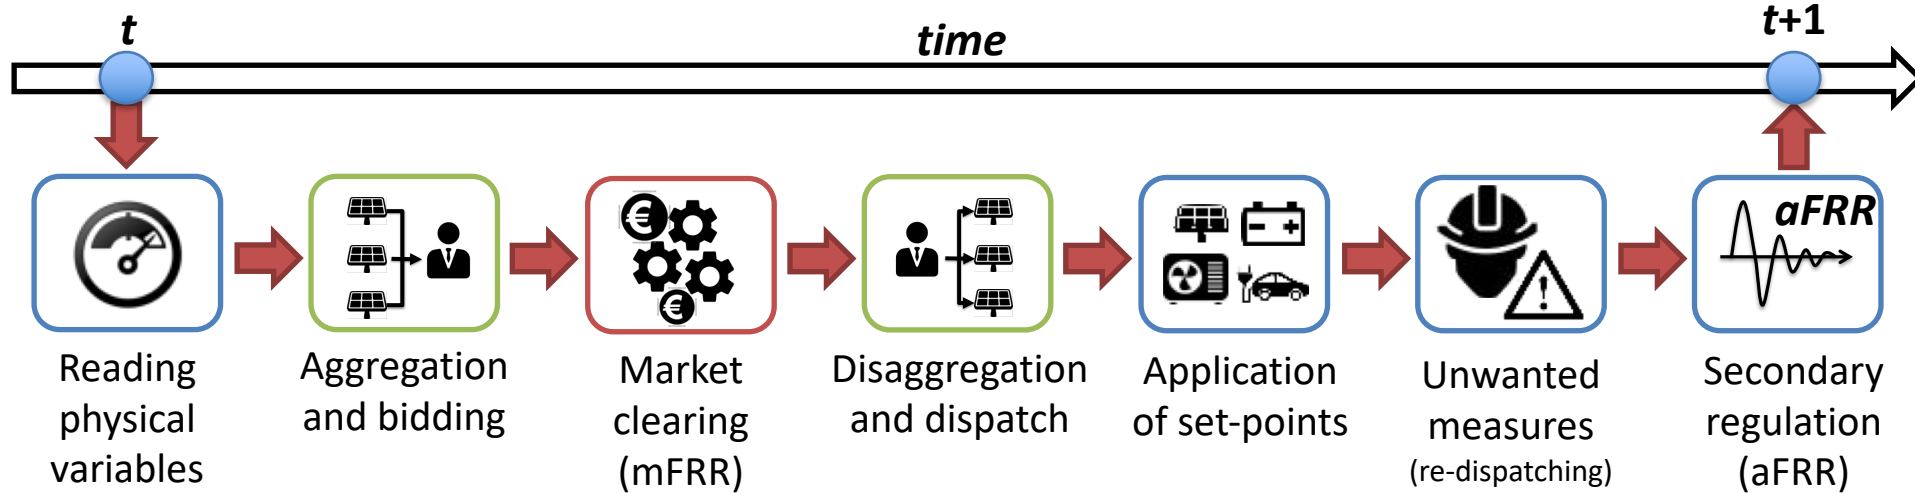 t
time
t+1
aFRR
Reading
physical
variables
Aggregation
and bidding
Market
clearing
(mFRR)
Disaggregation
and dispatch
Application
of set-points
Unwanted
measures
(re-dispatching)
Secondary
regulation
(aFRR)